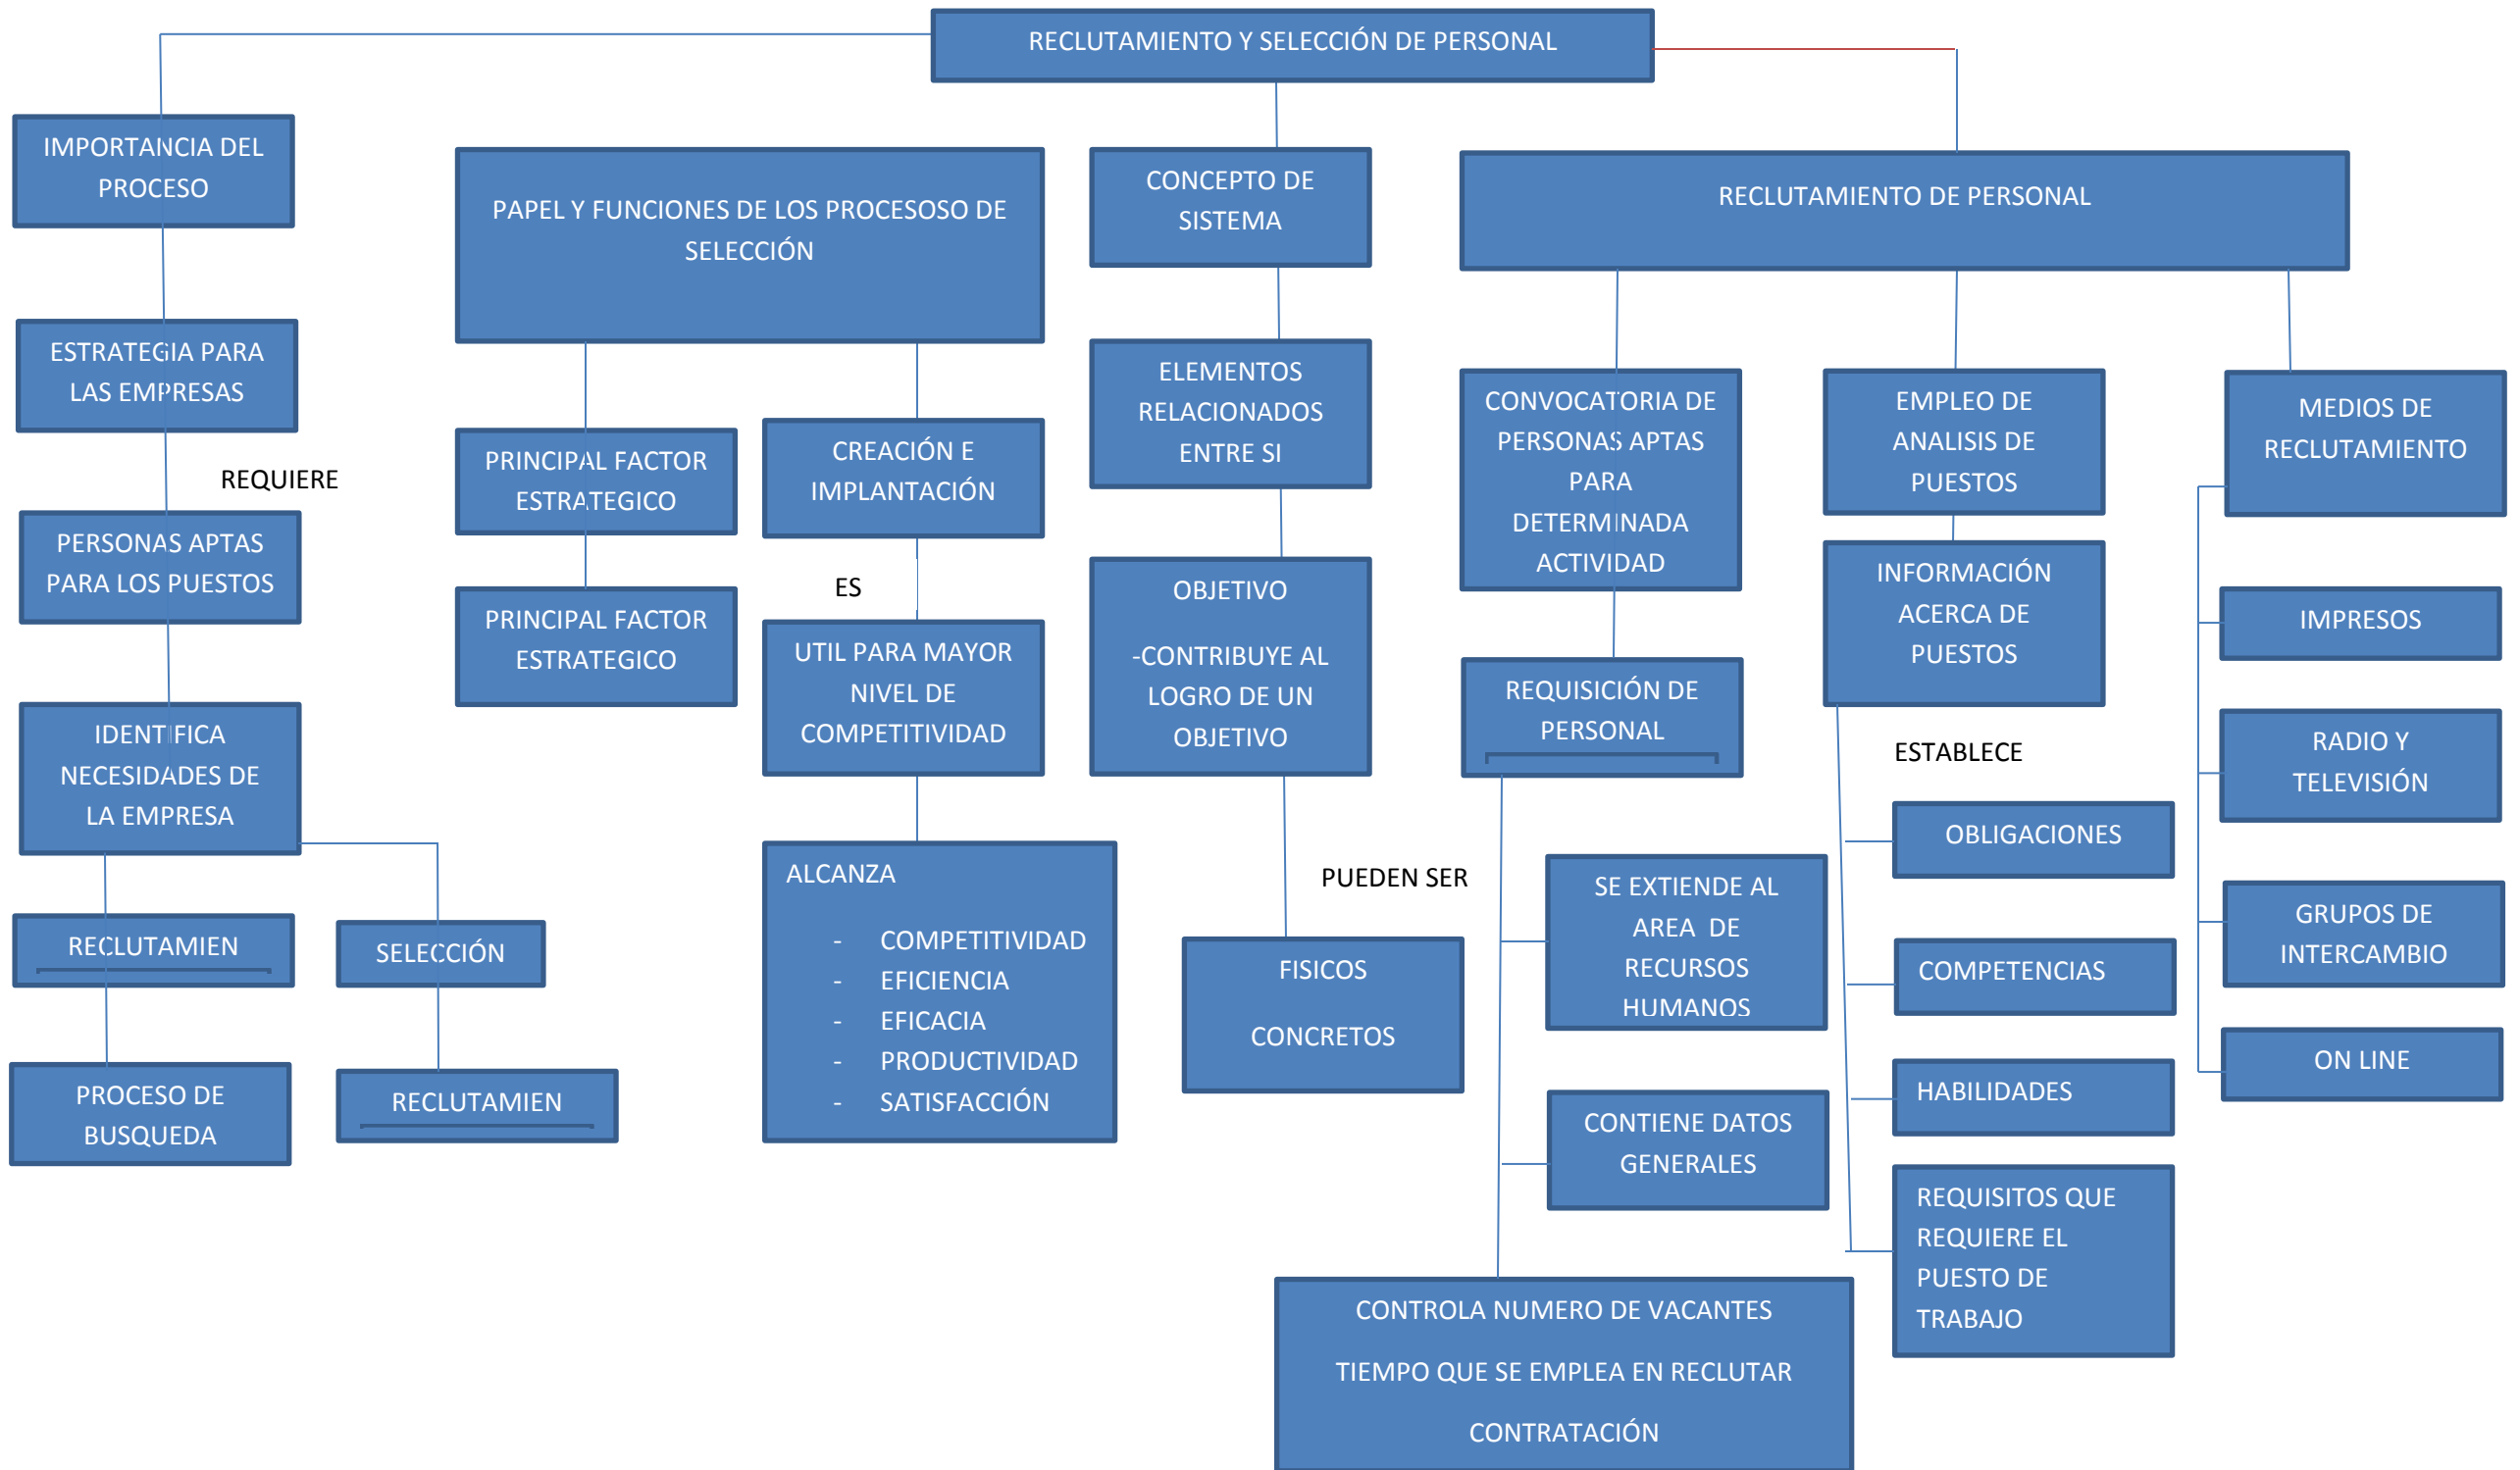 RECLUTAMIENTO Y SELECCIÓN DE PERSONAL
IMPORTANCIA DEL
PROCESO
ESTRATEGIA PARA
LAS EMPRESAS
REQUIERE
PERSONAS APTAS
PARA LOS PUESTOS
IDENTIFICA
NECESIDADES DE
LA EMPRESA
RECLUTAMIEN
PROCESO DE
BUSQUEDA
SELECCIÓN
RECLUTAMIEN
PAPEL Y FUNCIONES DE LOS PROCESOSO DE
SELECCIÓN
PRINCIPAL FACTOR
ESTRATEGICO
PRINCIPAL FACTOR
ESTRATEGICO
CREACIÓN E
IMPLANTACIÓN
ES
UTIL PARA MAYOR
NIVEL DE
COMPETITIVIDAD
ALCANZA
- COMPETITIVIDAD
- EFICIENCIA
- EFICACIA
- PRODUCTIVIDAD
- SATISFACCIÓN
CONCEPTO DE
SISTEMA
ELEMENTOS
RELACIONADOS
ENTRE SI
OBJETIVO
-CONTRIBUYE AL
LOGRO DE UN
OBJETIVO
PUEDEN SER
FISICOS
CONCRETOS
RECLUTAMIENTO DE PERSONAL
CONVOCATORIA DE
PERSONAS APTAS
PARA
DETERMINADA
ACTIVIDAD
REQUISICIÓN DE
PERSONAL
SE EXTIENDE AL
AREA DE
RECURSOS
HUMANOS
CONTIENE DATOS
GENERALES
CONTROLA NUMERO DE VACANTES
TIEMPO QUE SE EMPLEA EN RECLUTAR
CONTRATACIÓN
EMPLEO DE
ANALISIS DE
PUESTOS
INFORMACIÓN
ACERCA DE
PUESTOS
ESTABLECE
OBLIGACIONES
COMPETENCIAS
HABILIDADES
REQUISITOS QUE
REQUIERE EL
PUESTO DE
TRABAJO
MEDIOS DE
RECLUTAMIENTO
IMPRESOS
RADIO Y
TELEVISIÓN
GRUPOS DE
INTERCAMBIO
ON LINE